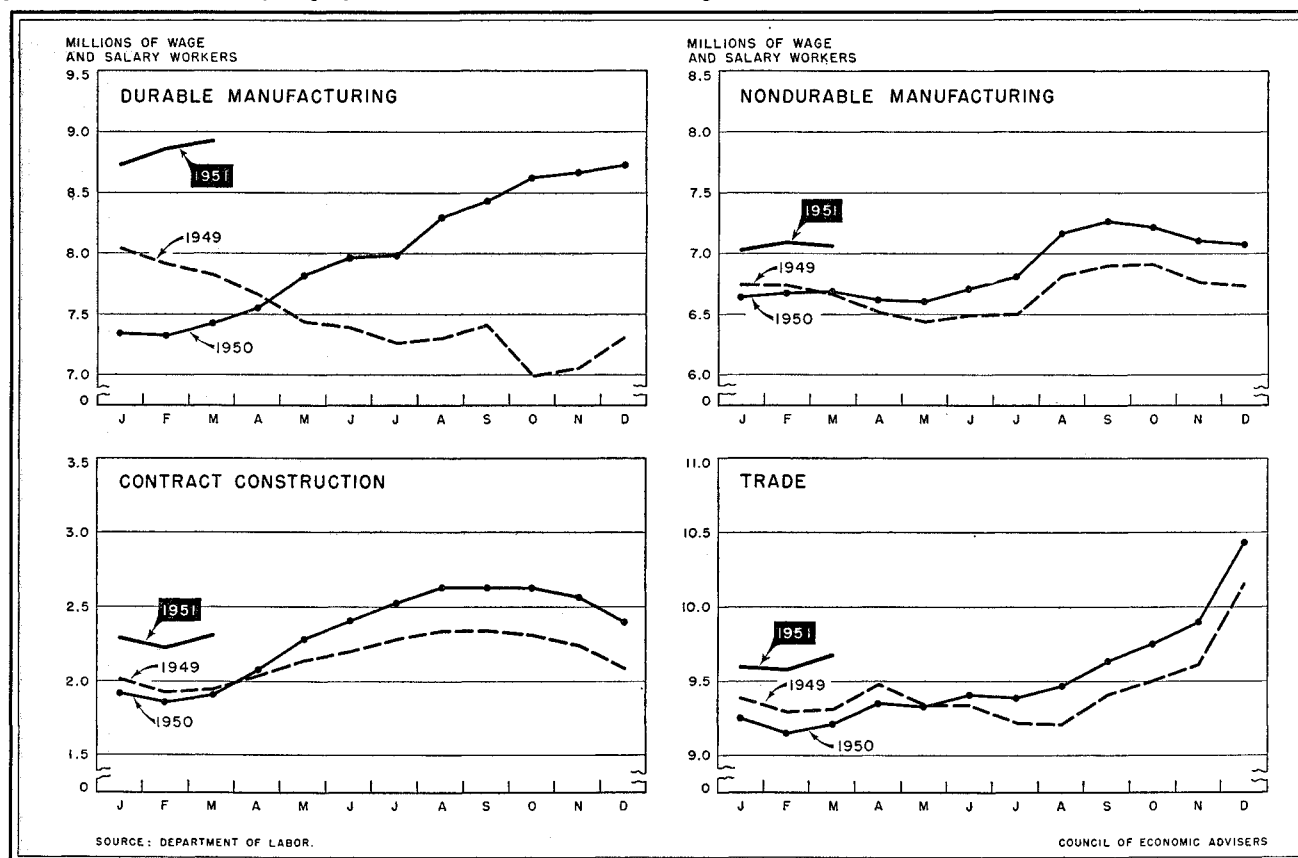 MILLIONS OF WAGE
AND SALARY WORKERS
9.5
DURABLE MANUFACTURING
9.0
1951
8.5
1949
8.0
7.5
1950
7.0
0
J F M A M J J A S O N D
MILLIONS OF WAGE
AND SALARY WORKERS
8.5
NONDURABLE MANUFACTURING
8.0
7.5
1951
7.0
1949
6.5
1950
6.0
0
J F M A M J J A S O N D
3.5
CONTRACT CONSTRUCTION
3.0
2.5
1951
1949
2.0
1950
1.5
0
J F M A M J J A S O N D
11.0
TRADE
10.5
10.0
1951
9.5
1949
1950
9.0
0
J F M A M J J A S O N D
SOURCE: DEPARTMENT OF LABOR.
COUNCIL OF ECONOMIC ADVISERS